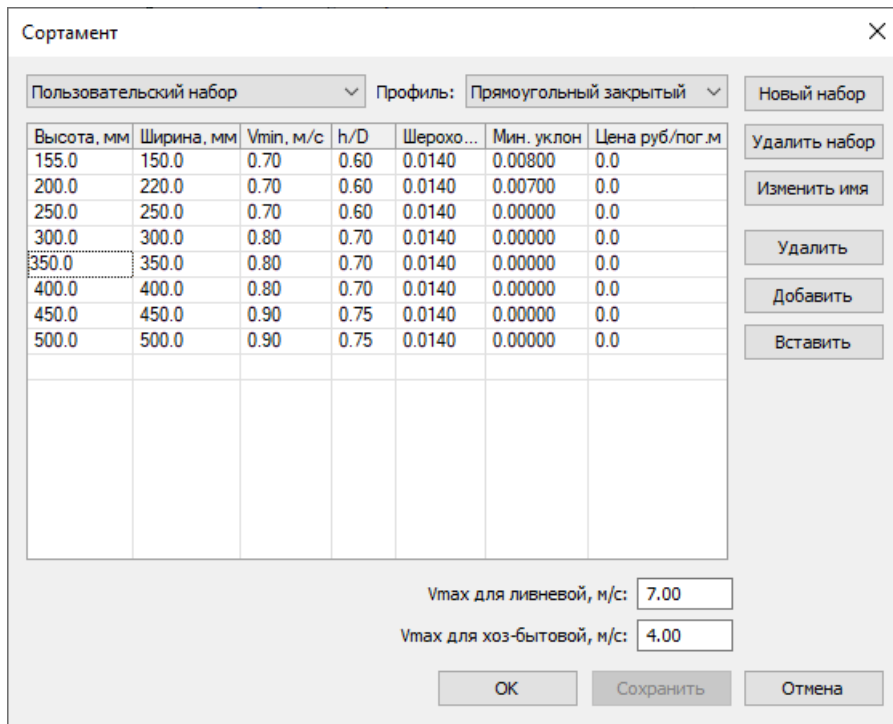 Сортамент
Пользовательский набор Профиль: Прямоугольный закрытый Новый набор
Высота, мм Ширина, мм Vmin, м/с h/D Шерохо... Мин. уклон Цена руб/пог.м Удалить набор
155.0 150.0 0.70 0.60 0.0140 0.00800 0.0
200.0 220.0 0.70 0.60 0.0140 0.00700 0.0 Изменить имя
250.0 250.0 0.70 0.60 0.0140 0.00000 0.0
300.0 300.0 0.80 0.70 0.0140 0.00000 0.0 Удалить
350.0 350.0 0.80 0.70 0.0140 0.00000 0.0
400.0 400.0 0.80 0.70 0.0140 0.00000 0.0 Добавить
450.0 450.0 0.90 0.75 0.0140 0.00000 0.0
500.0 500.0 0.90 0.75 0.0140 0.00000 0.0 Вставить
Vmax для ливневой, м/с: 7.00
Vmax для хоз-бытовой, м/с: 4.00
ОК Сохранить Отмена